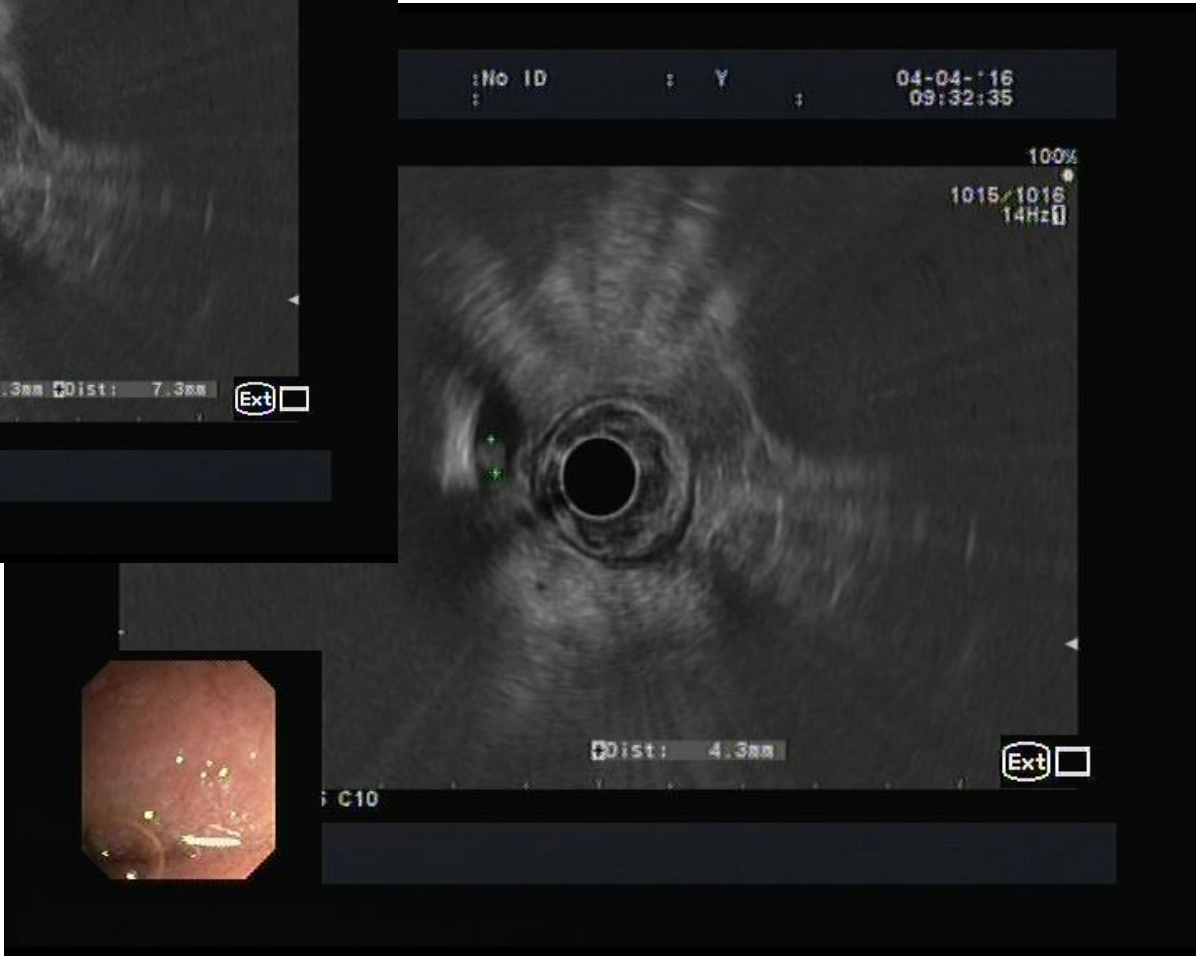 :No ID : Y 04-04-'16
: : 09:32:35
100%
1015/1016
14Hz 1
.3mm +Dist: 7.3mm
Ext
+Dist: 4.3mm
Ext
C10